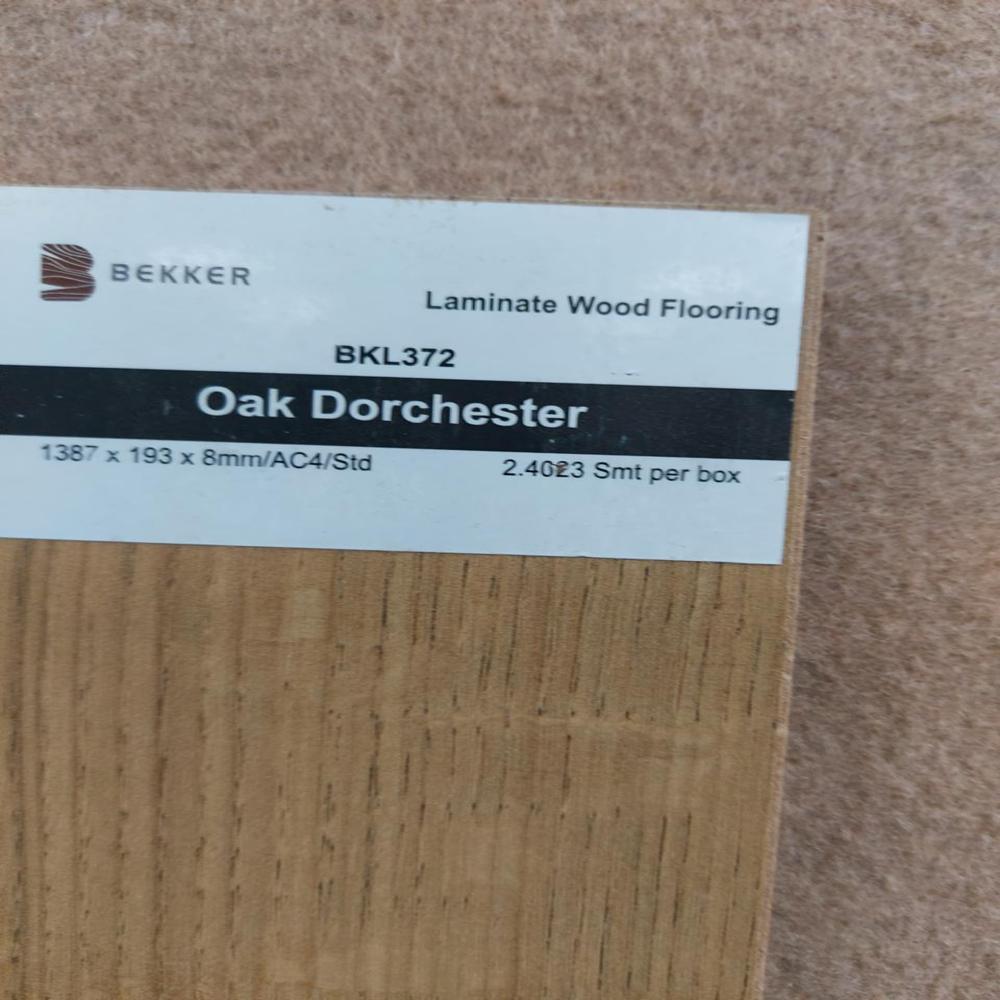 BEKKER
Laminate Wood Flooring
BKL372
Oak Dorchester
1387 x 193 x 8mm/AC4/Std
Smt per box